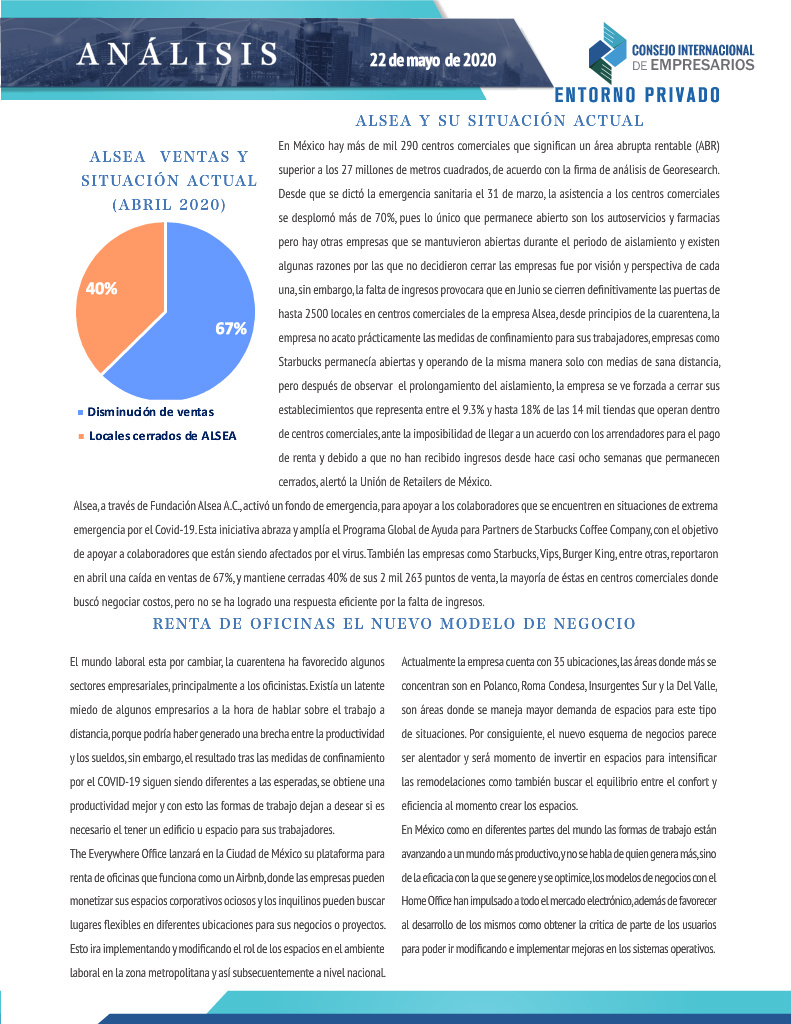 ANÁLISIS
22 de mayo de 2020
CONSEJO INTERNACIONAL
DE EMPRESARIOS
ENTORNO PRIVADO
ALSEA VENTAS Y
SITUACIÓN ACTUAL
(ABRIL 2020)
40%
67%
Disminución de ventas
Locales cerrados de ALSEA
ALSEA Y SU SITUACIÓN ACTUAL
En México hay más de mil 290 centros comerciales que significan un área abrupta rentable (ABR)
superior a los 27 millones de metros cuadrados, de acuerdo con la firma de análisis de Georesearch.
Desde que se dictó la emergencia sanitaria el 31 de marzo, la asistencia a los centros comerciales
se desplomó más de 70%, pues lo único que permanece abierto son los autoservicios y farmacias
pero hay otras empresas que se mantuvieron abiertas durante el periodo de aislamiento y existen
algunas razones por las que no decidieron cerrar las empresas fue por visión y perspectiva de cada
una, sin embargo, la falta de ingresos provocara que en Junio se cierren definitivamente las puertas de
hasta 2500 locales en centros comerciales de la empresa Alsea, desde principios de la cuarentena, la
empresa no acato prácticamente las medidas de confinamiento para sus trabajadores, empresas como
Starbucks permanecía abiertas y operando de la misma manera solo con medias de sana distancia,
pero después de observar el prolongamiento del aislamiento, la empresa se ve forzada a cerrar sus
establecimientos que representa entre el 9.3% y hasta 18% de las 14 mil tiendas que operan dentro
de centros comerciales, ante la imposibilidad de llegar a un acuerdo con los arrendadores para el pago
de renta y debido a que no han recibido ingresos desde hace casi ocho semanas que permanecen
cerrados, alertó la Unión de Retailers de México.
Alsea, a través de Fundación Alsea A.C., activó un fondo de emergencia, para apoyar a los colaboradores que se encuentren en situaciones de extrema
emergencia por el Covid-19. Esta iniciativa abraza y amplía el Programa Global de Ayuda para Partners de Starbucks Coffee Company, con el objetivo
de apoyar a colaboradores que están siendo afectados por el virus. También las empresas como Starbucks, Vips, Burger King, entre otras, reportaron
en abril una caída en ventas de 67%, y mantiene cerradas 40% de sus 2 mil 263 puntos de venta, la mayoría de éstas en centros comerciales donde
buscó negociar costos, pero no se ha logrado una respuesta eficiente por la falta de ingresos.
RENTA DE OFICINAS EL NUEVO MODELO DE NEGOCIO
El mundo laboral esta por cambiar, la cuarentena ha favorecido algunos
sectores empresariales, principalmente a los oficinistas. Existía un latente
miedo de algunos empresarios a la hora de hablar sobre el trabajo a
distancia, porque podría haber generado una brecha entre la productividad
y los sueldos, sin embargo, el resultado tras las medidas de confinamiento
por el COVID-19 siguen siendo diferentes a las esperadas, se obtiene una
productividad mejor y con esto las formas de trabajo dejan a desear si es
necesario el tener un edificio u espacio para sus trabajadores.
The Everywhere Office lanzará en la Ciudad de México su plataforma para
renta de oficinas que funciona como un Airbnb, donde las empresas pueden
monetizar sus espacios corporativos ociosos y los inquilinos pueden buscar
lugares flexibles en diferentes ubicaciones para sus negocios o proyectos.
Esto ira implementando y modificando el rol de los espacios en el ambiente
laboral en la zona metropolitana y así subsecuentemente a nivel nacional.
Actualmente la empresa cuenta con 35 ubicaciones, las áreas donde más se
concentran son en Polanco, Roma Condesa, Insurgentes Sur y la Del Valle,
son áreas donde se maneja mayor demanda de espacios para este tipo
de situaciones. Por consiguiente, el nuevo esquema de negocios parece
ser alentador y será momento de invertir en espacios para intensificar
las remodelaciones como también buscar el equilibrio entre el confort y
eficiencia al momento crear los espacios.
En México como en diferentes partes del mundo las formas de trabajo están
avanzando a un mundo más productivo, y no se habla de quien genera más, sino
de la eficacia con la que se genere y se optimice, los modelos de negocios con el
Home Office han impulsado a todo el mercado electrónico, además de favorecer
al desarrollo de los mismos como obtener la critica de parte de los usuarios
para poder ir modificando e implementar mejoras en los sistemas operativos.